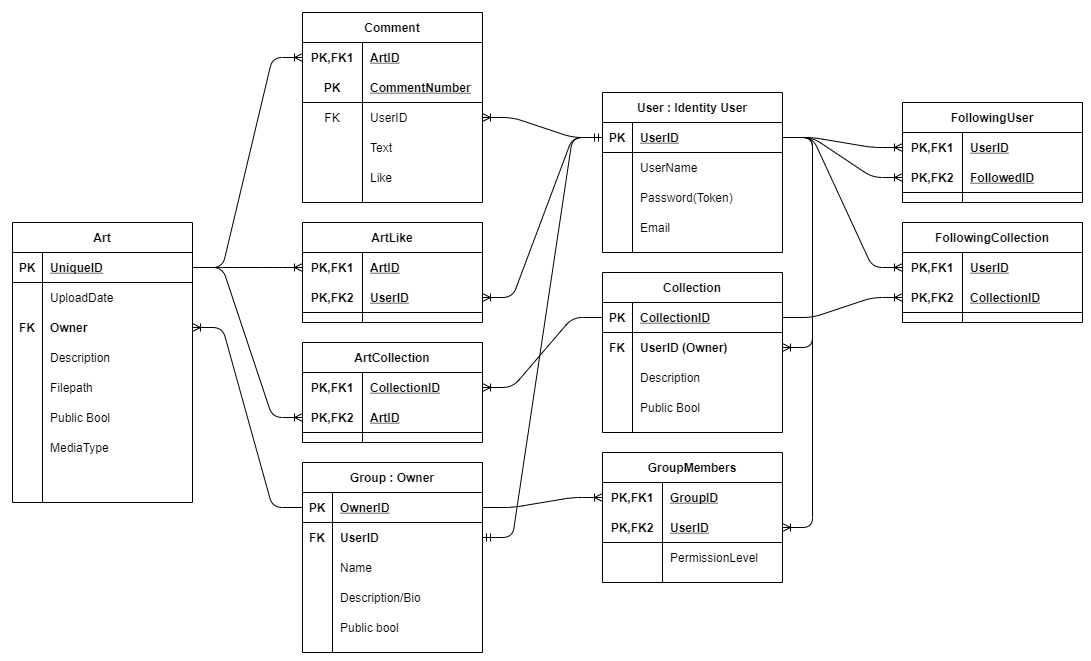 Comment
PK,FK1 ArtID
PK CommentNumber
FK UserID
Text
Like
User : Identity User
PK UserID
UserName
Password(Token)
Email
FollowingUser
PK,FK1 UserID
PK,FK2 FollowedID
Art
PK UniqueID
UploadDate
FK Owner
Description
Filepath
Public Bool
MediaType
ArtLike
PK,FK1 ArtID
PK,FK2 UserID
FollowingCollection
PK,FK1 UserID
PK,FK2 CollectionID
Collection
PK CollectionID
FK UserID (Owner)
Description
Public Bool
ArtCollection
PK,FK1 CollectionID
PK,FK2 ArtID
Group : Owner
PK OwnerID
FK UserID
Name
Description/Bio
Public bool
GroupMembers
PK,FK1 GroupID
PK,FK2 UserID
PermissionLevel